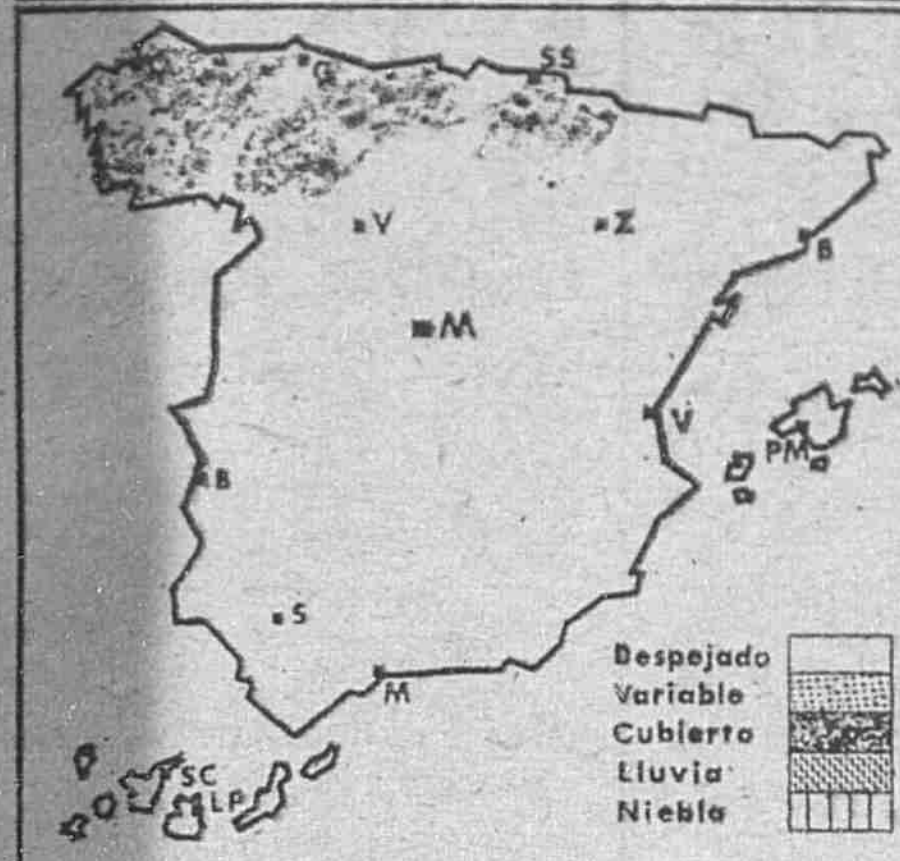 SS
G
V
Z
B
M
V
PM
B
S
M
SC
LP
Despejado
Variable
Cubierto
Lluvia
Niebla